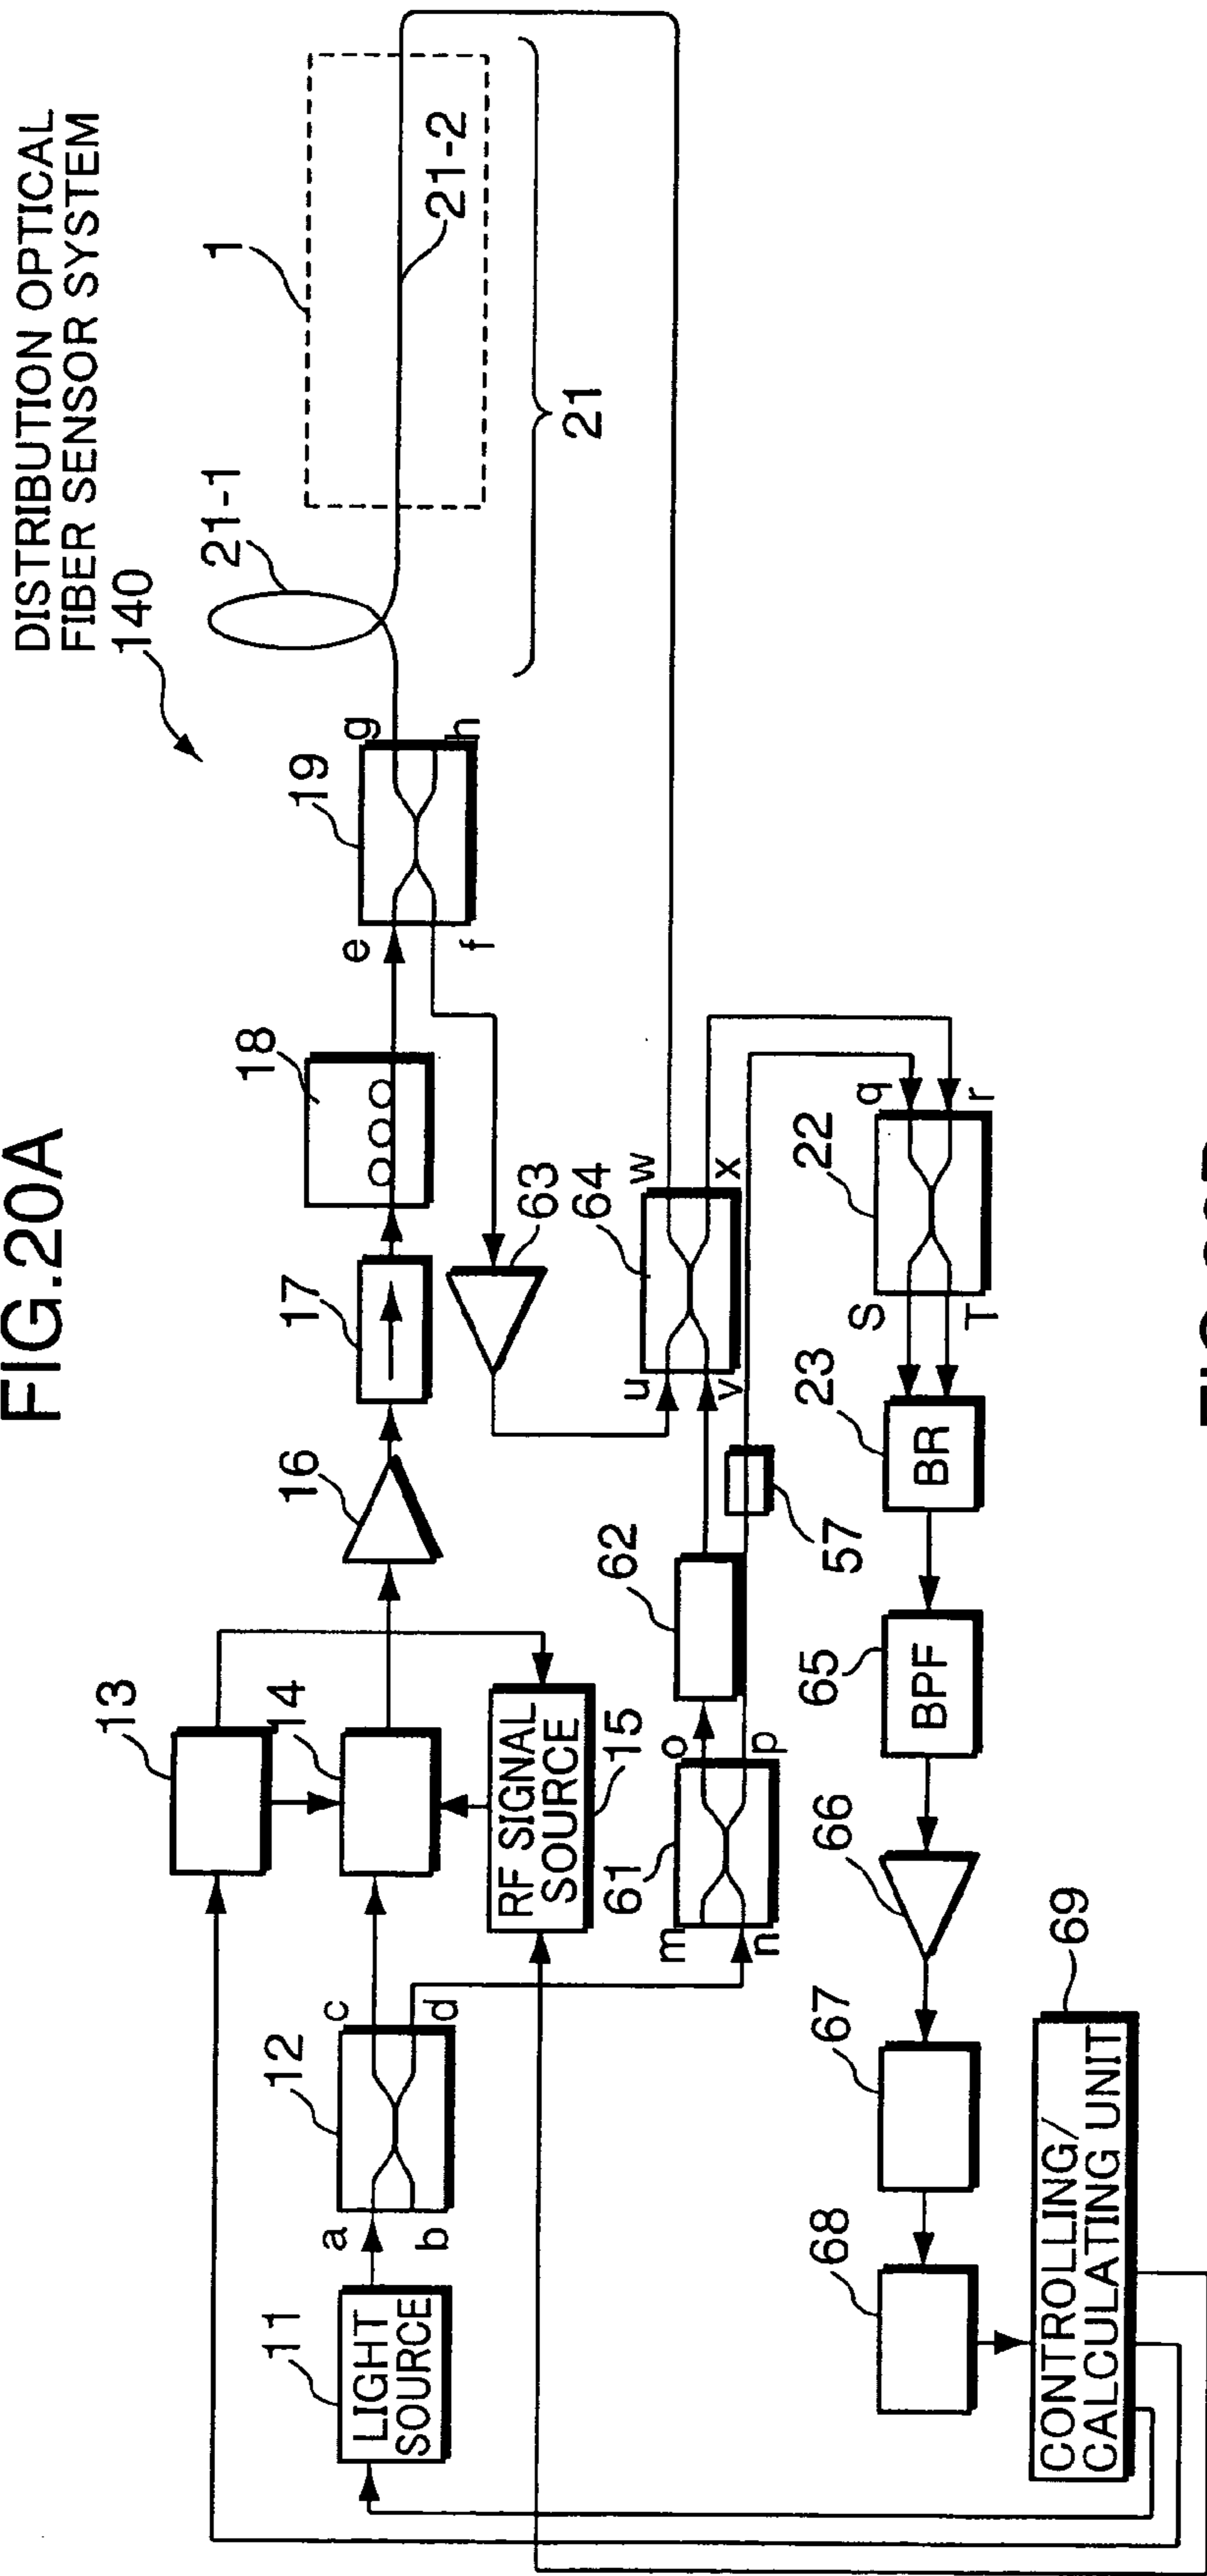 FIG.20A
DISTRIBUTION OPTICAL
FIBER SENSOR SYSTEM
140
1
21-1
21-2
21
19
g
h
e
f
18
17
16
13
14
RF SIGNAL
SOURCE
15
12
a
b
c
d
11
LIGHT
SOURCE
63
64
w
x
u
v
62
57
61
m
n
o
p
22
q
r
S
T
23
BR
65
BPF
66
67
68
69
CONTROLLING/
CALCULATING UNIT